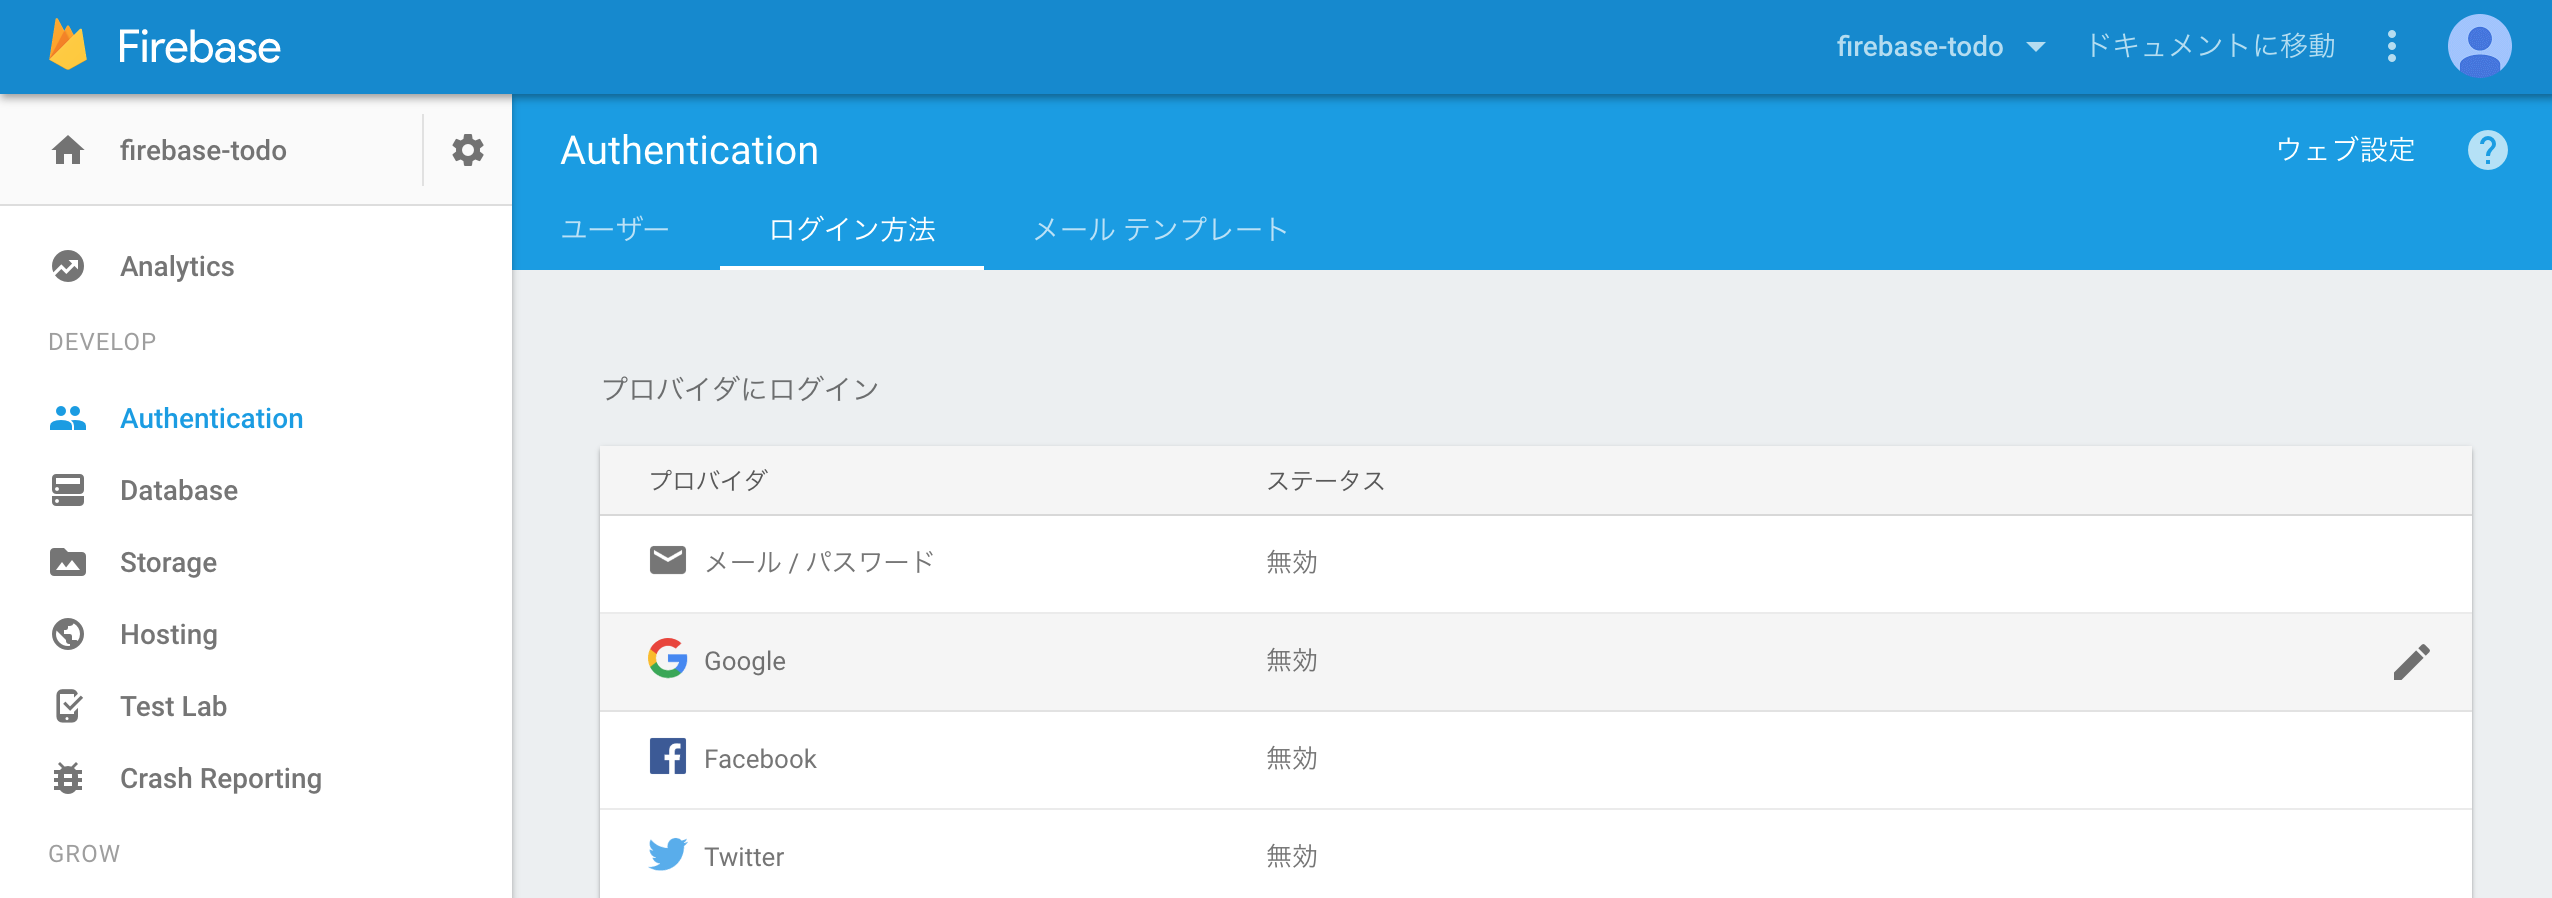 Firebase
firebase-todo ドキュメントに移動
firebase-todo
Analytics
DEVELOP
Authentication
Database
Storage
Hosting
Test Lab
Crash Reporting
GROW
Authentication
ウェブ設定 ?
ユーザー ログイン方法 メール テンプレート
プロバイダにログイン
プロバイダ ステータス
メール / パスワード 無効
Google 無効
Facebook 無効
Twitter 無効